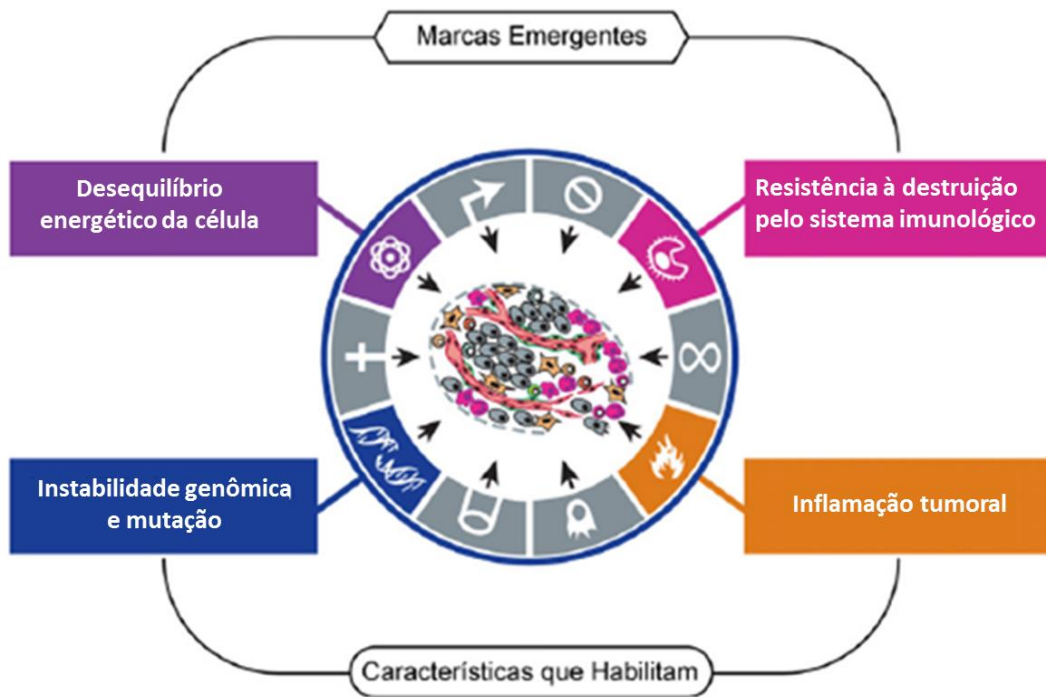 Marcas Emergentes
Desequilíbrio
energético da célula
Resistência à destruição
pelo sistema imunológico
Instabilidade genômica
e mutação
Inflamação tumoral
Características que Habilitam